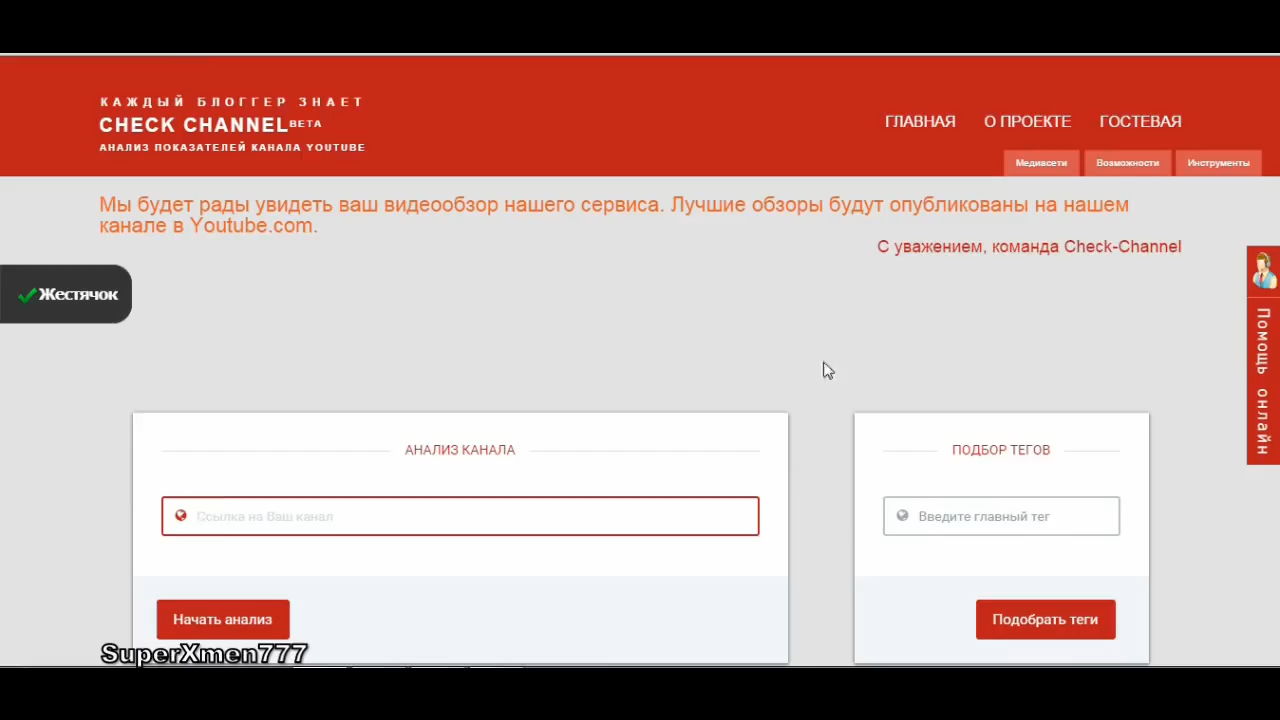 КАЖДЫЙ БЛОГГЕР ЗНАЕТ
CHECK CHANNEL BETA
АНАЛИЗ ПОКАЗАТЕЛЕЙ КАНАЛА YOUTUBE
ГЛАВНАЯ О ПРОЕКТЕ ГОСТЕВАЯ
Медиасети Возможности Инструменты
Мы будет рады увидеть ваш видеообзор нашего сервиса. Лучшие обзоры будут опубликованы на нашем
канале в Youtube.com.
С уважением, команда Check-Channel
Жестячок
Помощь онлайн
АНАЛИЗ КАНАЛА
Ссылка на Ваш канал
Начать анализ
ПОДБОР ТЕГОВ
Введите главный тег
Подобрать теги
SuperXmen777